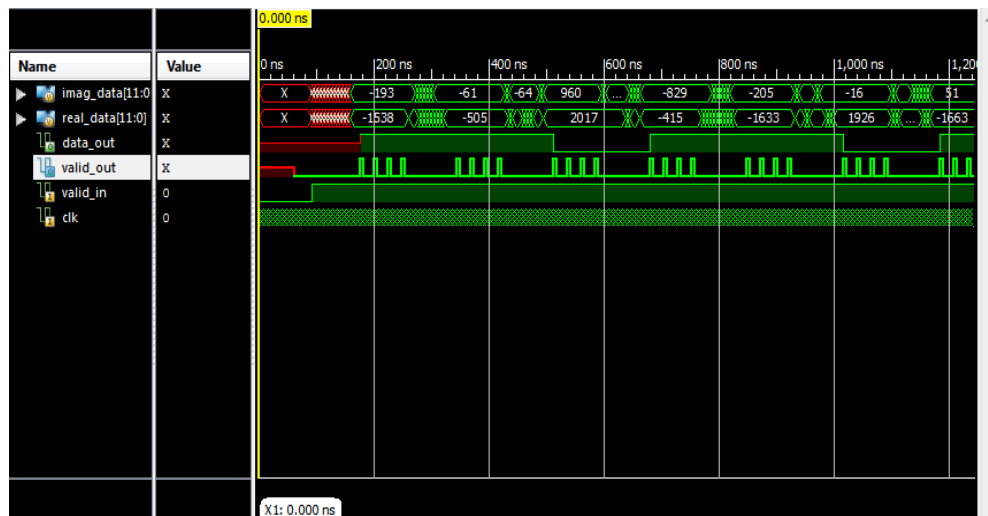 0.000 ns
Name Value 0 ns 200 ns 400 ns 600 ns 800 ns 1,000 ns 1,20
imag_data[11:0 X X -193 -61 -64 960 ... -829 -205 -16 51
real_data[11:0] X X -1538 -505 2017 -415 -1633 1926 ... -1663
data_out X
valid_out X
valid_in 0
clk 0
X1: 0.000 ns